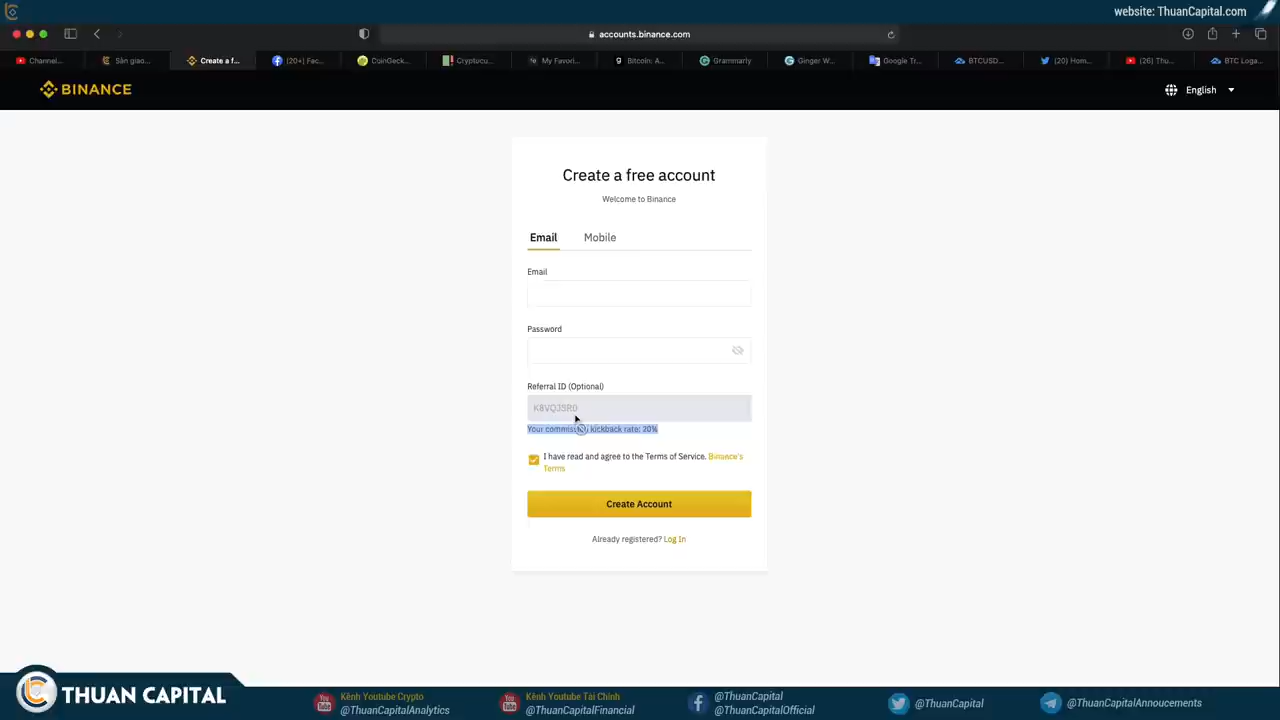 website: ThuanCapital.com
accounts.binance.com
Channel...
Sàn giao...
Create a f...
(20+) Fac...
CoinGeck...
Cryptocu...
My Favori...
Bitcoin: A...
Grammarly
Ginger W...
Google Tr...
BTCUSD...
(20) Hom...
(26) Thu...
BTC Loga...
BINANCE
English
Create a free account
Welcome to Binance
Email
Mobile
Email
Password
Referral ID (Optional)
Your commission kickback rate: 20%
I have read and agree to the Terms of Service. Binance's
Terms
Create Account
Already registered? Log In
THUAN CAPITAL
Kênh Youtube Crypto
@ThuanCapitalAnalytics
Kênh Youtube Tài Chính
@ThuanCapitalFinancial
@ThuanCapital
@ThuanCapitalOfficial
@ThuanCapital
@ThuanCapitalAnnoucements